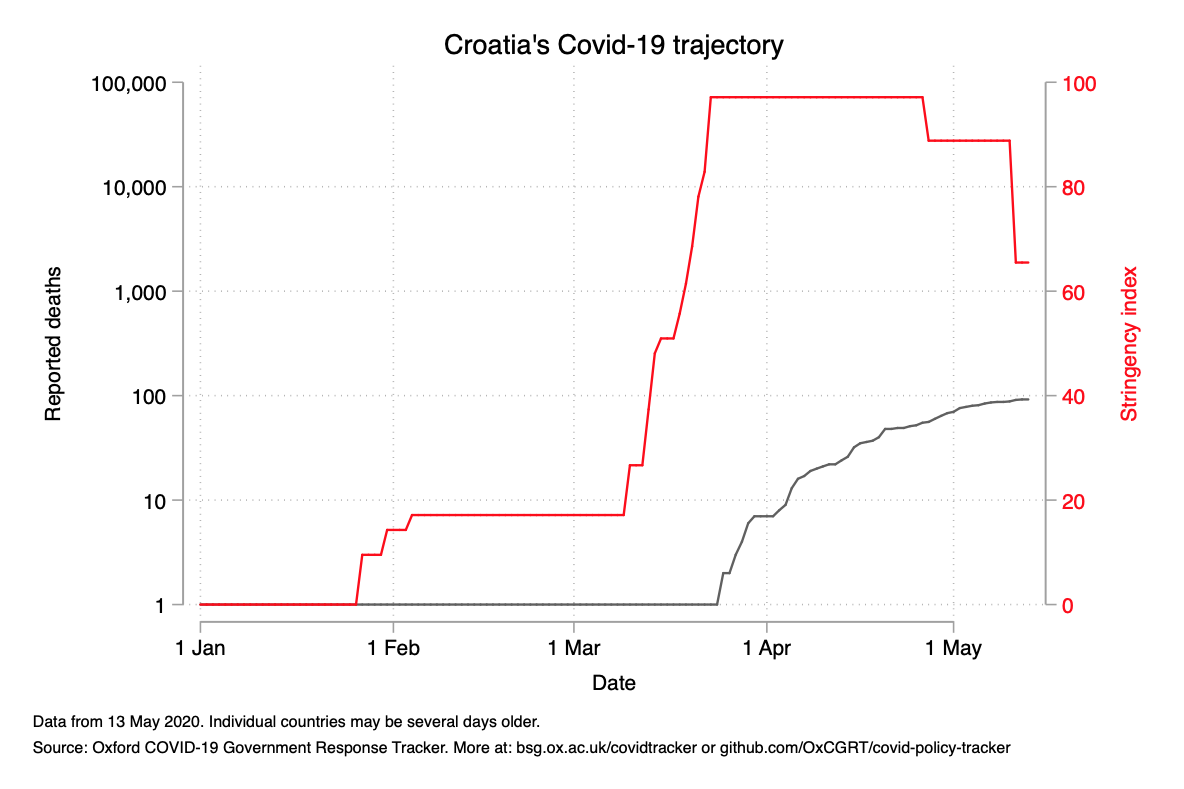 Croatia's Covid-19 trajectory
100,000
10,000
1,000
100
10
1
Reported deaths
100
80
60
40
20
0
Stringency index
1 Jan 1 Feb 1 Mar 1 Apr 1 May
Date
Data from 13 May 2020. Individual countries may be several days older.
Source: Oxford COVID-19 Government Response Tracker. More at: bsg.ox.ac.uk/covidtracker or github.com/OxCGRT/covid-policy-tracker